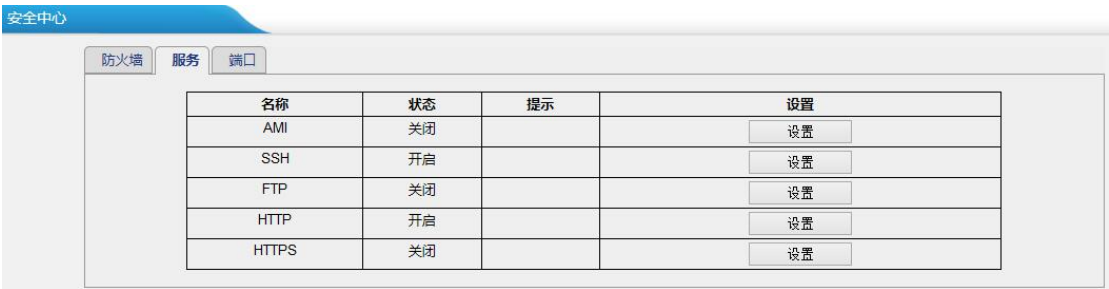 安全中心
防火墙 服务 端口
名称 状态 提示 设置
AMI 关闭 设置
SSH 开启 设置
FTP 关闭 设置
HTTP 开启 设置
HTTPS 关闭 设置